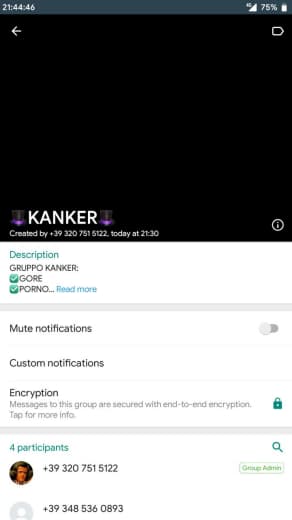 21:44:46
4G 75%
KANKER
Created by +39 320 751 5122, today at 21:30
Description
GRUPPO KANKER:
✅GORE
✅PORNO... Read more
Mute notifications
Custom notifications
Encryption
Messages to this group are secured with end-to-end encryption.
Tap for more info.
4 participants
+39 320 751 5122
Group Admin
+39 348 536 0893